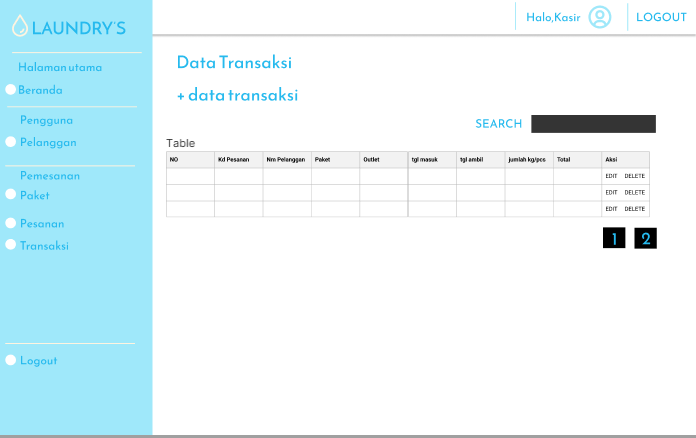 LAUNDRY'S
Halaman utama
Beranda
Pengguna
Pelanggan
Pemesanan
Paket
Pesanan
Transaksi
Logout
Halo,Kasir
LOGOUT
Data Transaksi
+ data transaksi
SEARCH
Table
NO Kd Pesanan Nm Pelanggan Paket Outlet tgl masuk tgl ambil jumlah kg/pcs Total Aksi
EDIT DELETE
EDIT DELETE
EDIT DELETE
1 2